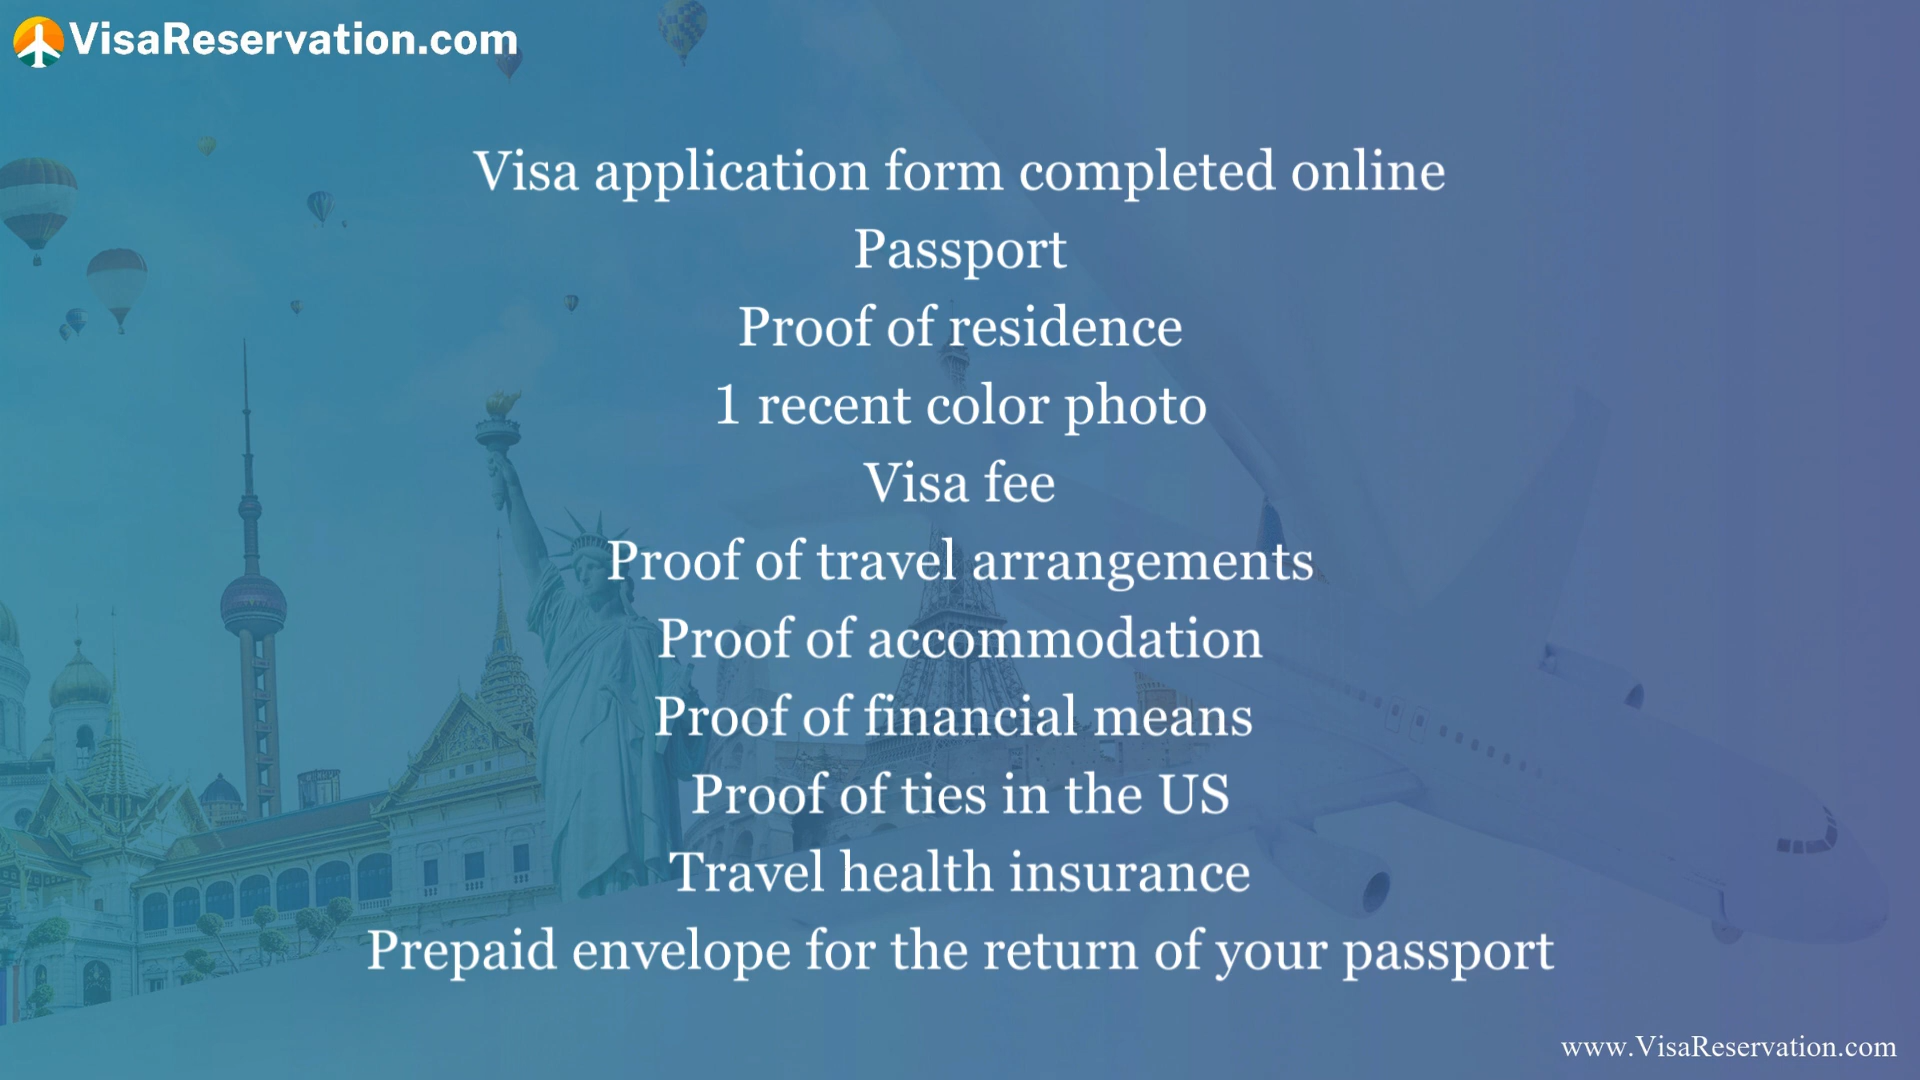 VisaReservation.com
Visa application form completed online
Passport
Proof of residence
1 recent color photo
Visa fee
Proof of travel arrangements
Proof of accommodation
Proof of financial means
Proof of ties in the US
Travel health insurance
Prepaid envelope for the return of your passport
www.VisaReservation.com